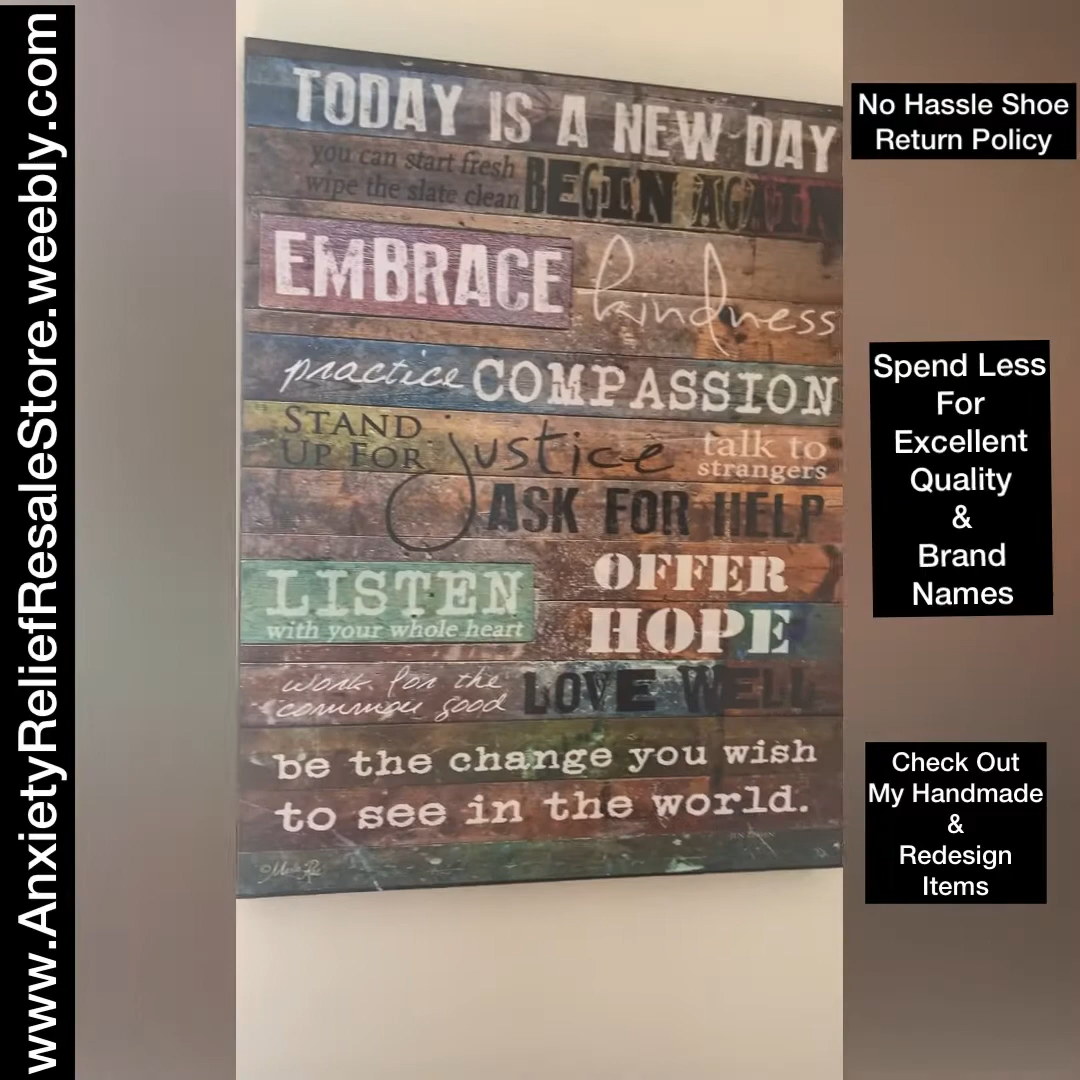 www.AnxietyReliefResaleStore.weebly.com
TODAY IS A NEW DAY
you can start fresh
wipe the slate clean
BEGIN AGAIN
EMBRACE kindness
practice COMPASSION
STAND
UP FOR
justice
talk to
strangers
ASK FOR HELP
LISTEN
with your whole heart
OFFER
HOPE
work for the
common good
LOVE WELL
be the change you wish
to see in the world.
No Hassle Shoe
Return Policy
Spend Less
For
Excellent
Quality
&
Brand
Names
Check Out
My Handmade
&
Redesign
Items